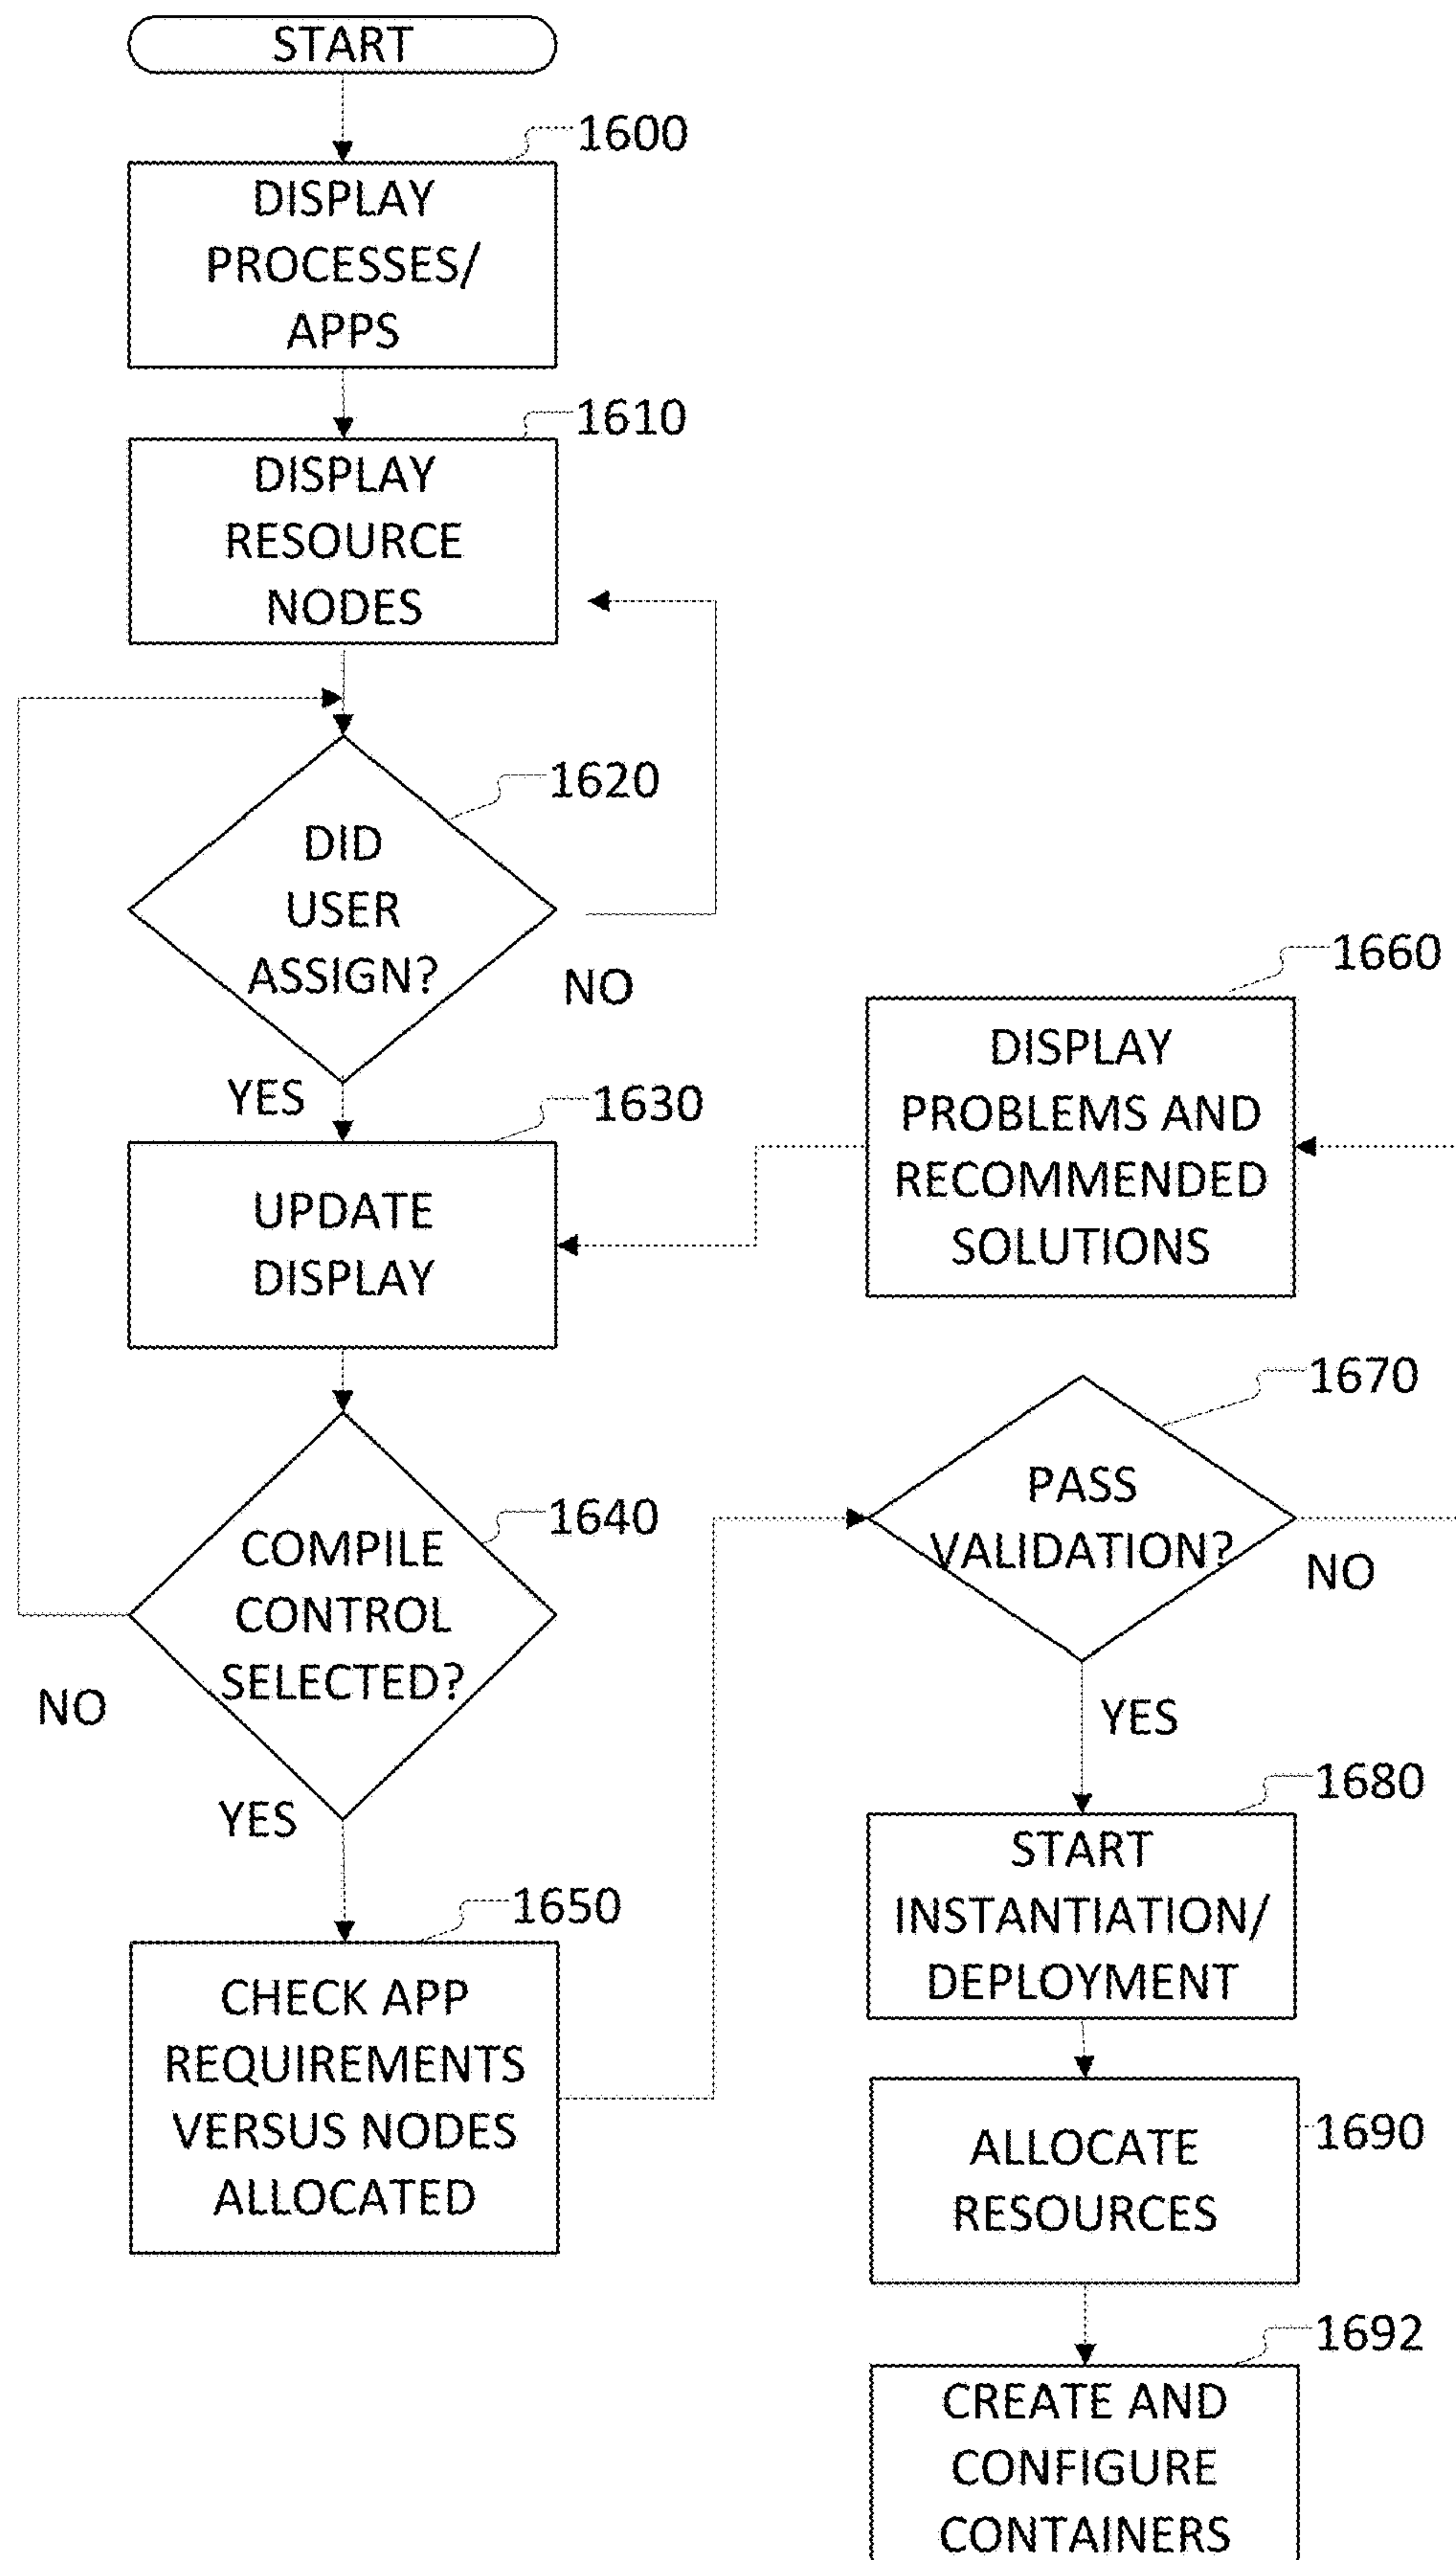 START
1600
DISPLAY
PROCESSES/
APPS
1610
DISPLAY
RESOURCE
NODES
1620
DID
USER
ASSIGN?
NO
YES
1630
UPDATE
DISPLAY
1640
COMPILE
CONTROL
SELECTED?
NO
YES
1650
CHECK APP
REQUIREMENTS
VERSUS NODES
ALLOCATED
1660
DISPLAY
PROBLEMS AND
RECOMMENDED
SOLUTIONS
1670
PASS
VALIDATION?
NO
YES
1680
START
INSTANTIATION/
DEPLOYMENT
1690
ALLOCATE
RESOURCES
1692
CREATE AND
CONFIGURE
CONTAINERS